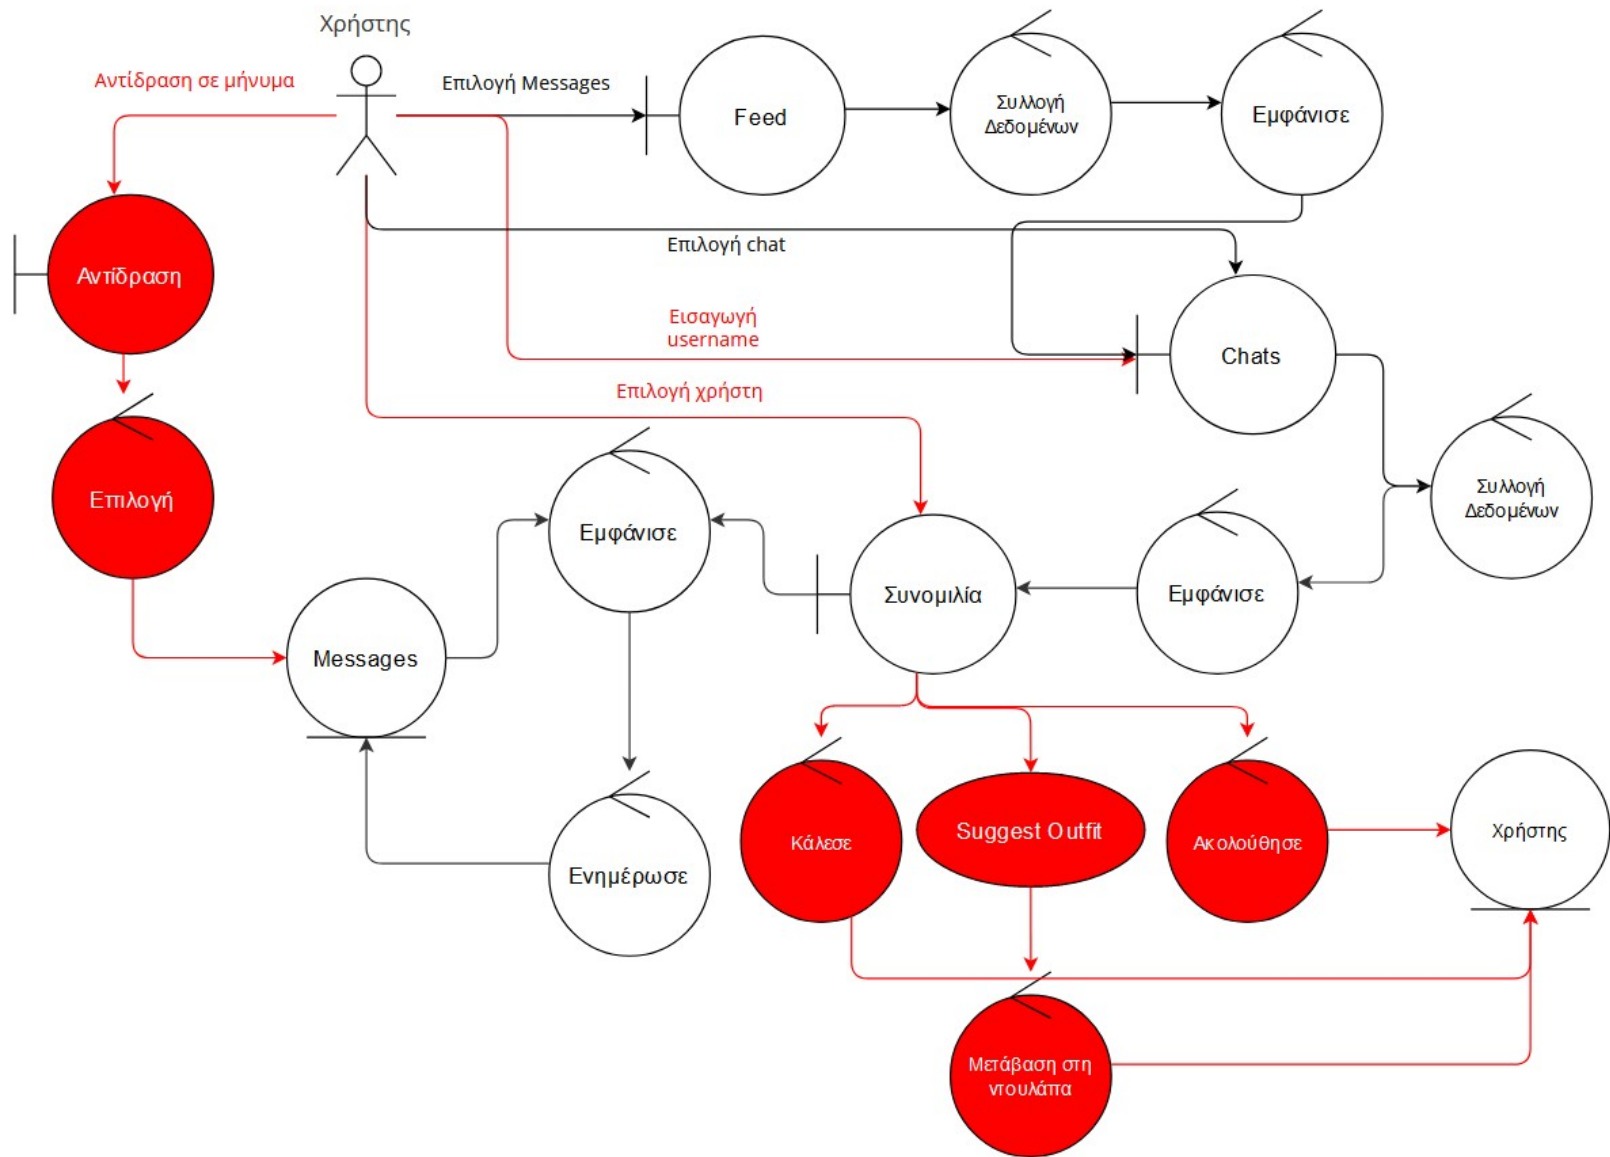 Χρήστης
Αντίδραση σε μήνυμα
Επιλογή Messages
Feed
Συλλογή
Δεδομένων
Εμφάνισε
Επιλογή chat
Αντίδραση
Εισαγωγή
username
Chats
Επιλογή χρήστη
Επιλογή
Εμφάνισε
Συλλογή
Δεδομένων
Συνομιλία
Εμφάνισε
Messages
Κάλεσε
Suggest Outfit
Ακολούθησε
Χρήστης
Ενημέρωσε
Μετάβαση στη
ντουλάπα